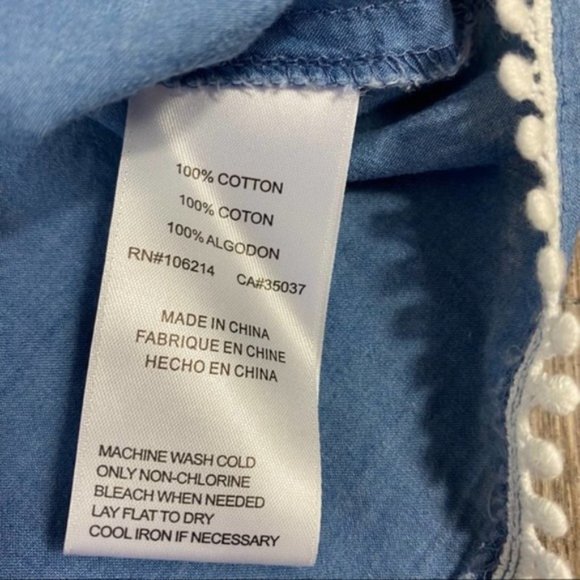 100% COTTON
100% COTON
100% ALGODON
RN#106214 CA#35037
MADE IN CHINA
FABRIQUE EN CHINE
HECHO EN CHINA
MACHINE WASH COLD
ONLY NON-CHLORINE
BLEACH WHEN NEEDED
LAY FLAT TO DRY
COOL IRON IF NECESSARY